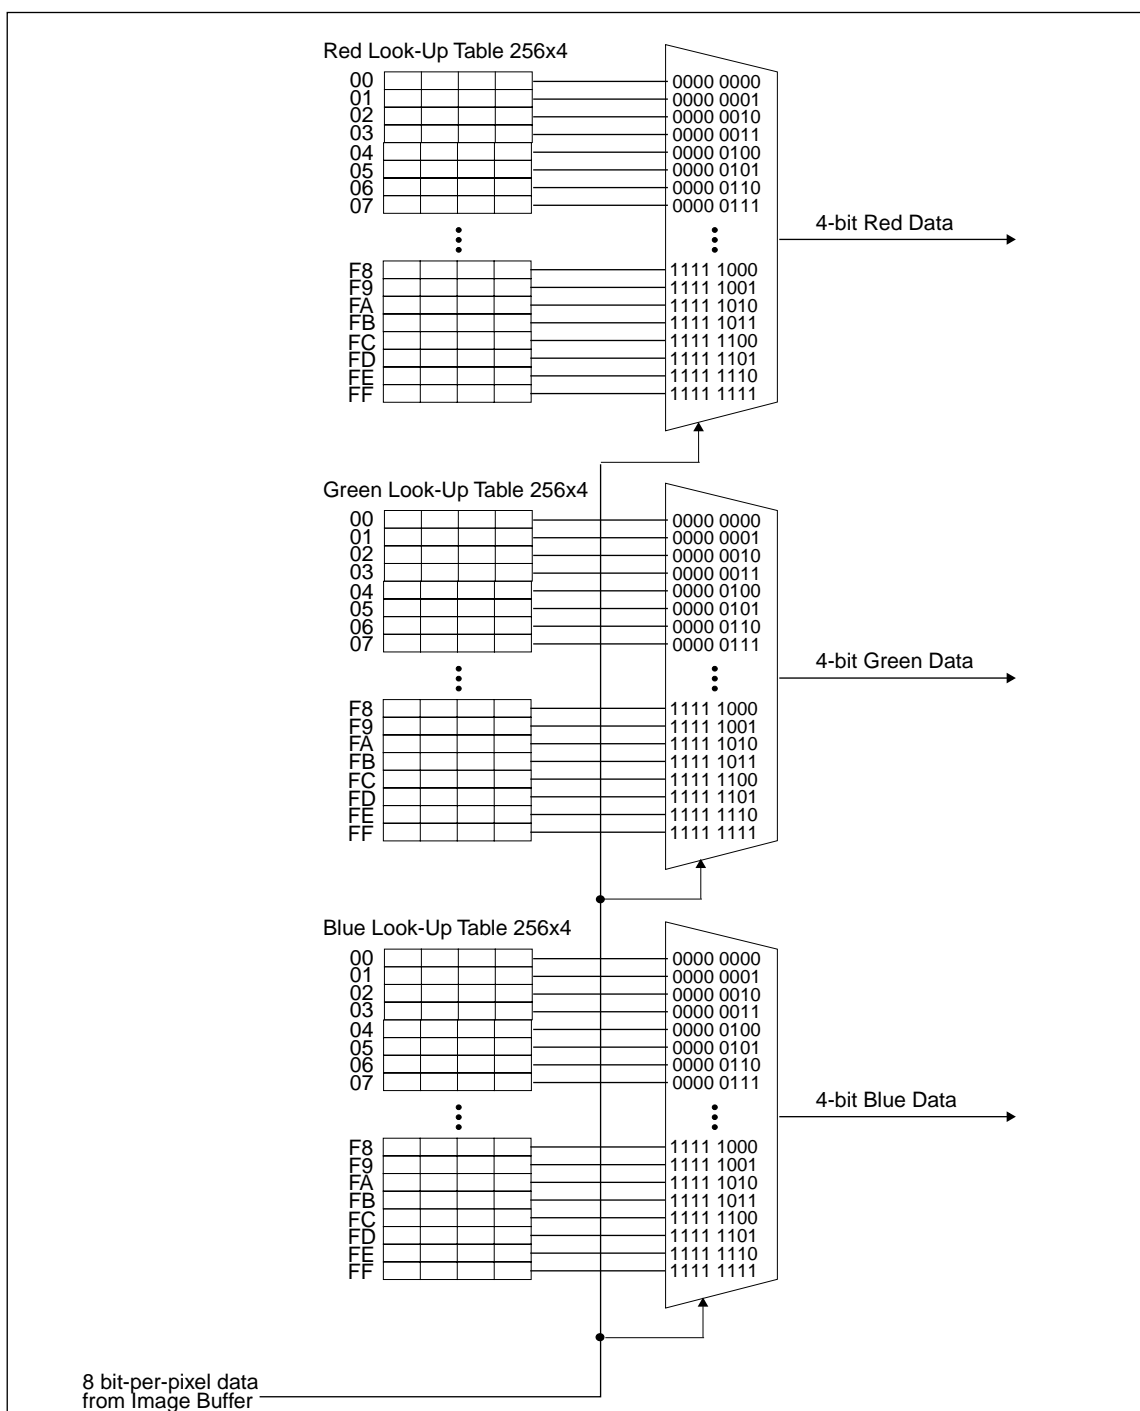 Red Look-Up Table 256x4
00 0000 0000
01 0000 0001
02 0000 0010
03 0000 0011
04 0000 0100
05 0000 0101
06 0000 0110
07 0000 0111
4-bit Red Data
F8 1111 1000
F9 1111 1001
FA 1111 1010
FB 1111 1011
FC 1111 1100
FD 1111 1101
FE 1111 1110
FF 1111 1111
Green Look-Up Table 256x4
00 0000 0000
01 0000 0001
02 0000 0010
03 0000 0011
04 0000 0100
05 0000 0101
06 0000 0110
07 0000 0111
4-bit Green Data
F8 1111 1000
F9 1111 1001
FA 1111 1010
FB 1111 1011
FC 1111 1100
FD 1111 1101
FE 1111 1110
FF 1111 1111
Blue Look-Up Table 256x4
00 0000 0000
01 0000 0001
02 0000 0010
03 0000 0011
04 0000 0100
05 0000 0101
06 0000 0110
07 0000 0111
4-bit Blue Data
F8 1111 1000
F9 1111 1001
FA 1111 1010
FB 1111 1011
FC 1111 1100
FD 1111 1101
FE 1111 1110
FF 1111 1111
8 bit-per-pixel data
from Image Buffer